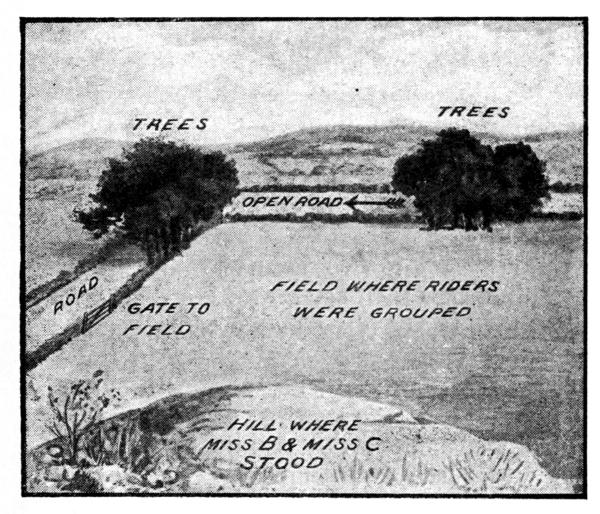 TREES
TREES
OPEN ROAD
ROAD
GATE TO
FIELD
FIELD WHERE RIDERS
WERE GROUPED
HILL WHERE
MISS B & MISS C
STOOD